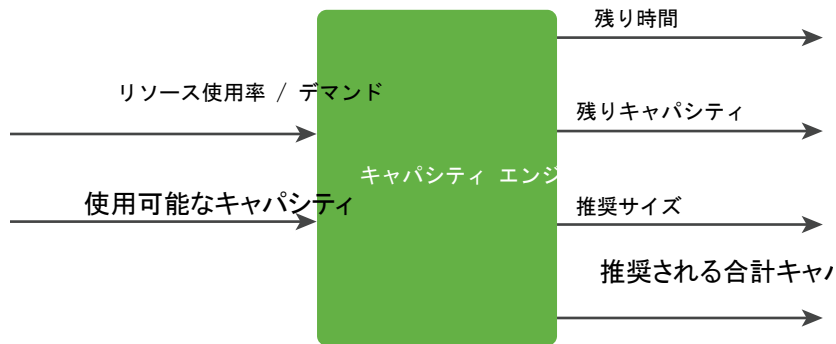 残り時間
リソース使用率 / デマンド
残りキャパシティ
キャパシティ エンジ
使用可能なキャパシティ
推奨サイズ
推奨される合計キャパ